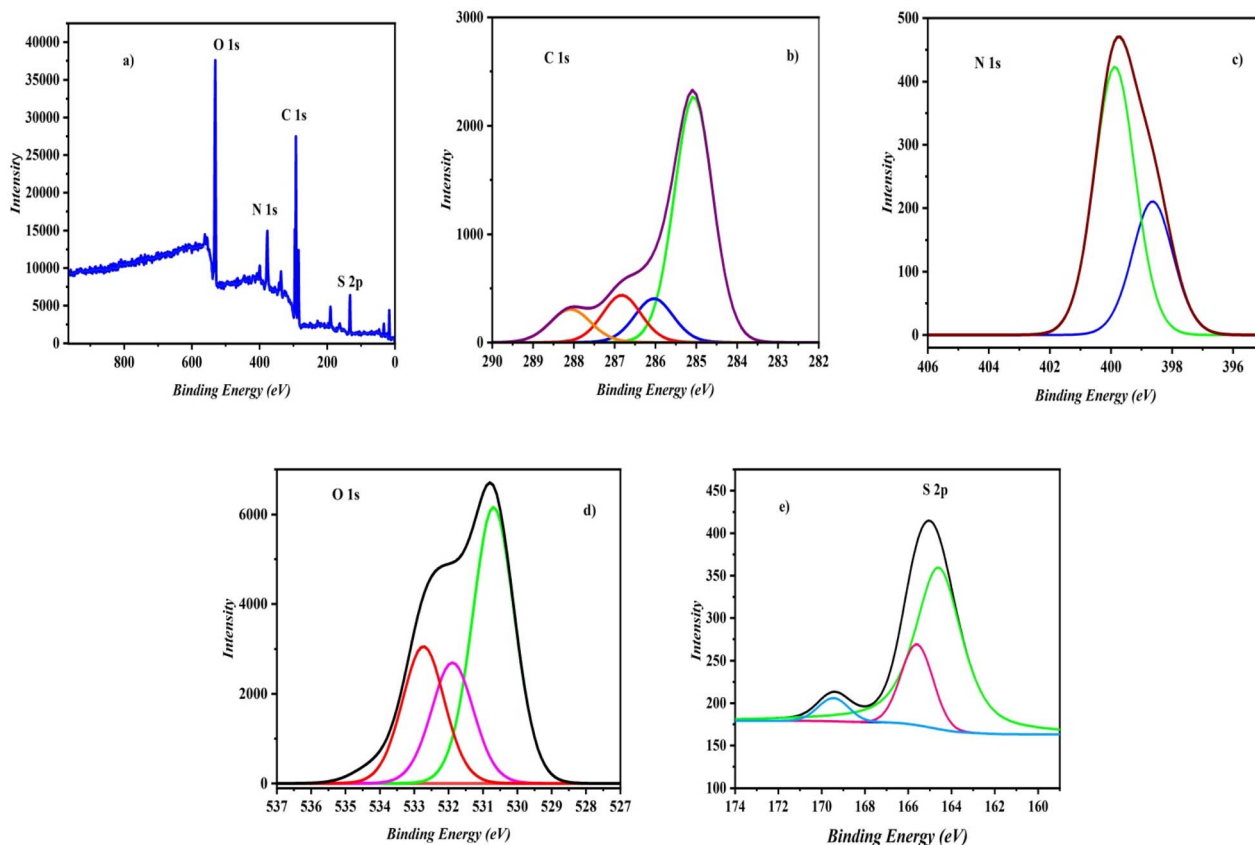 a)
O 1s
C 1s
N 1s
S 2p
40000
35000
30000
25000
20000
15000
10000
5000
0
Intensity
800 600 400 200 0
Binding Energy (eV)
C 1s
b)
3000
2000
1000
0
Intensity
290 289 288 287 286 285 284 283 282
Binding Energy (eV)
N 1s
c)
500
400
300
200
100
0
Intensity
406 404 402 400 398 396
Binding Energy (eV)
O 1s
d)
6000
4000
2000
0
Intensity
537 536 535 534 533 532 531 530 529 528 527
Binding Energy (eV)
S 2p
e)
450
400
350
300
250
200
150
100
Intensity
174 172 170 168 166 164 162 160
Binding Energy (eV)